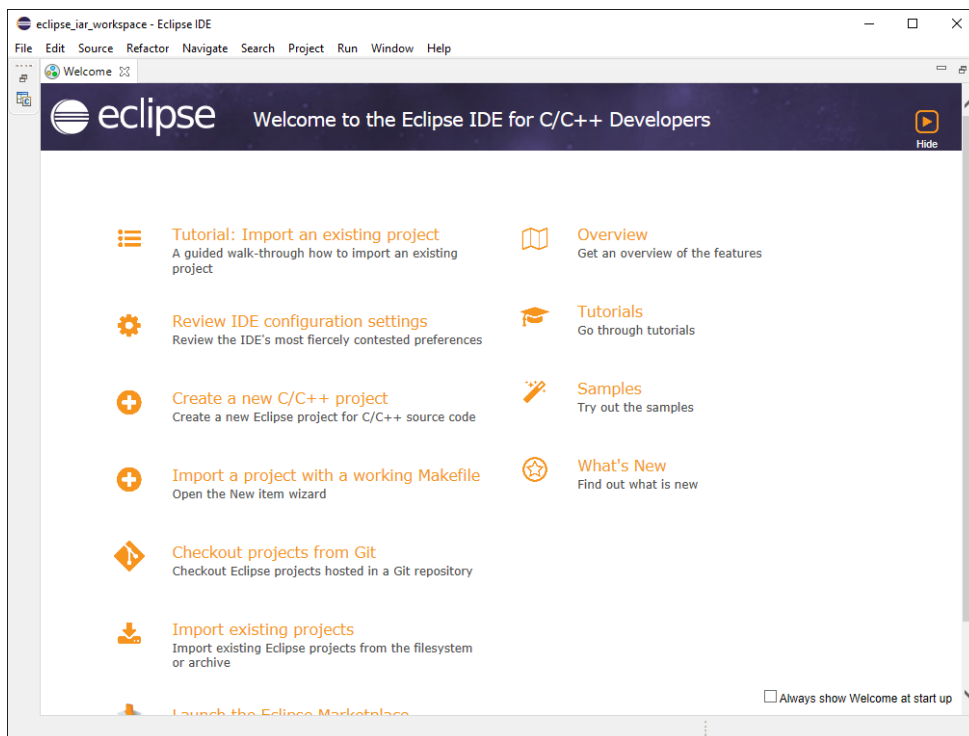 eclipse_iar_workspace - Eclipse IDE
File Edit Source Refactor Navigate Search Project Run Window Help
Welcome
eclipse Welcome to the Eclipse IDE for C/C++ Developers
Hide
Tutorial: Import an existing project
A guided walk-through how to import an existing
project
Review IDE configuration settings
Review the IDE's most fiercely contested preferences
Create a new C/C++ project
Create a new Eclipse project for C/C++ source code
Import a project with a working Makefile
Open the New item wizard
Checkout projects from Git
Checkout Eclipse projects hosted in a Git repository
Import existing projects
Import existing Eclipse projects from the filesystem
or archive
Launch the Eclipse Marketplace
Overview
Get an overview of the features
Tutorials
Go through tutorials
Samples
Try out the samples
What's New
Find out what is new
Always show Welcome at start up